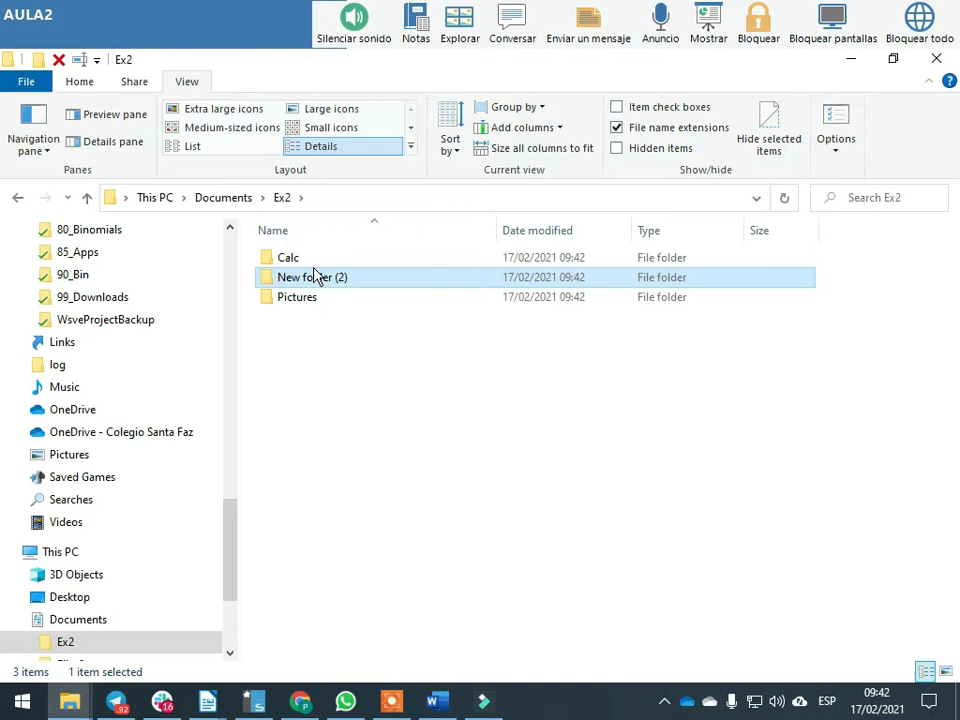 AULA2
Silenciar sonido Notas Explorar Conversar Enviar un mensaje Anuncio Mostrar Bloquear Bloquear pantallas Bloquear todo
Ex2
File Home Share View
Navigation pane
Preview pane
Details pane
Panes
Extra large icons Large icons
Medium-sized icons Small icons
List Details
Layout
Sort by
Group by
Add columns
Size all columns to fit
Current view
Item check boxes
File name extensions
Hidden items
Hide selected items
Show/hide
Options
This PC Documents Ex2
Search Ex2
80_Binomials
85_Apps
90_Bin
99_Downloads
WsveProjectBackup
Links
log
Music
OneDrive
OneDrive - Colegio Santa Faz
Pictures
Saved Games
Searches
Videos
This PC
3D Objects
Desktop
Documents
Ex2
Name Date modified Type Size
Calc 17/02/2021 09:42 File folder
New folder (2) 17/02/2021 09:42 File folder
Pictures 17/02/2021 09:42 File folder
3 items 1 item selected
92
16
ESP
09:42
17/02/2021